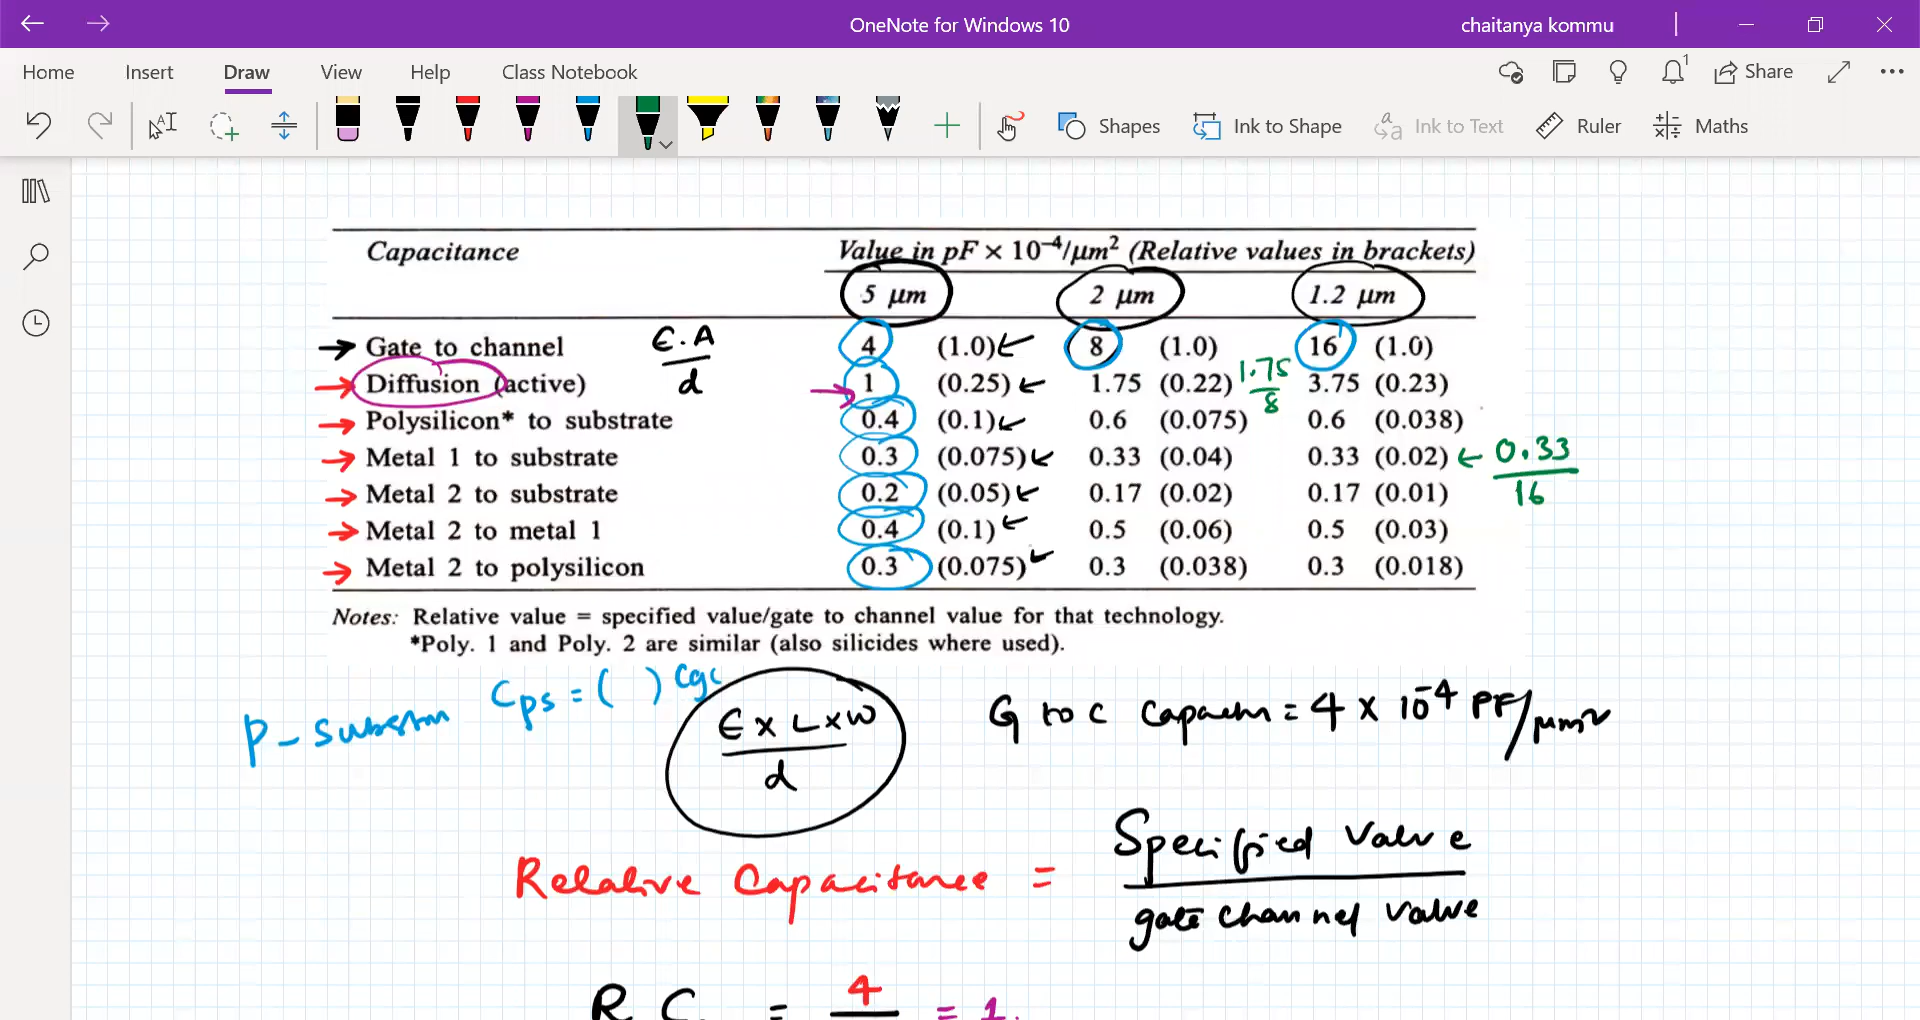 OneNote for Windows 10
chaitanya kommu
Home Insert Draw View Help Class Notebook
1 Share
Shapes Ink to Shape Ink to Text Ruler Maths
Capacitance Value in pF × 10⁻⁴/μm² (Relative values in brackets)
5 μm 2 μm 1.2 μm
Gate to channel ε.A/d 4 (1.0) 8 (1.0) 16 (1.0)
Diffusion (active) 1 (0.25) 1.75 (0.22) 1.75/8 3.75 (0.23)
Polysilicon* to substrate 0.4 (0.1) 0.6 (0.075) 0.6 (0.038)
Metal 1 to substrate 0.3 (0.075) 0.33 (0.04) 0.33 (0.02) ← 0.33/16
Metal 2 to substrate 0.2 (0.05) 0.17 (0.02) 0.17 (0.01)
Metal 2 to metal 1 0.4 (0.1) 0.5 (0.06) 0.5 (0.03)
Metal 2 to polysilicon 0.3 (0.075) 0.3 (0.038) 0.3 (0.018)
Notes: Relative value = specified value/gate to channel value for that technology.
*Poly. 1 and Poly. 2 are similar (also silicides where used).
Cps = ( ) Cgc
P-
ε x L x W
d
G to C = 4 x 10⁻⁴ PF/μm²
Relative Capacitance = Specified Value
gate channel value
R C = 4 = 1.